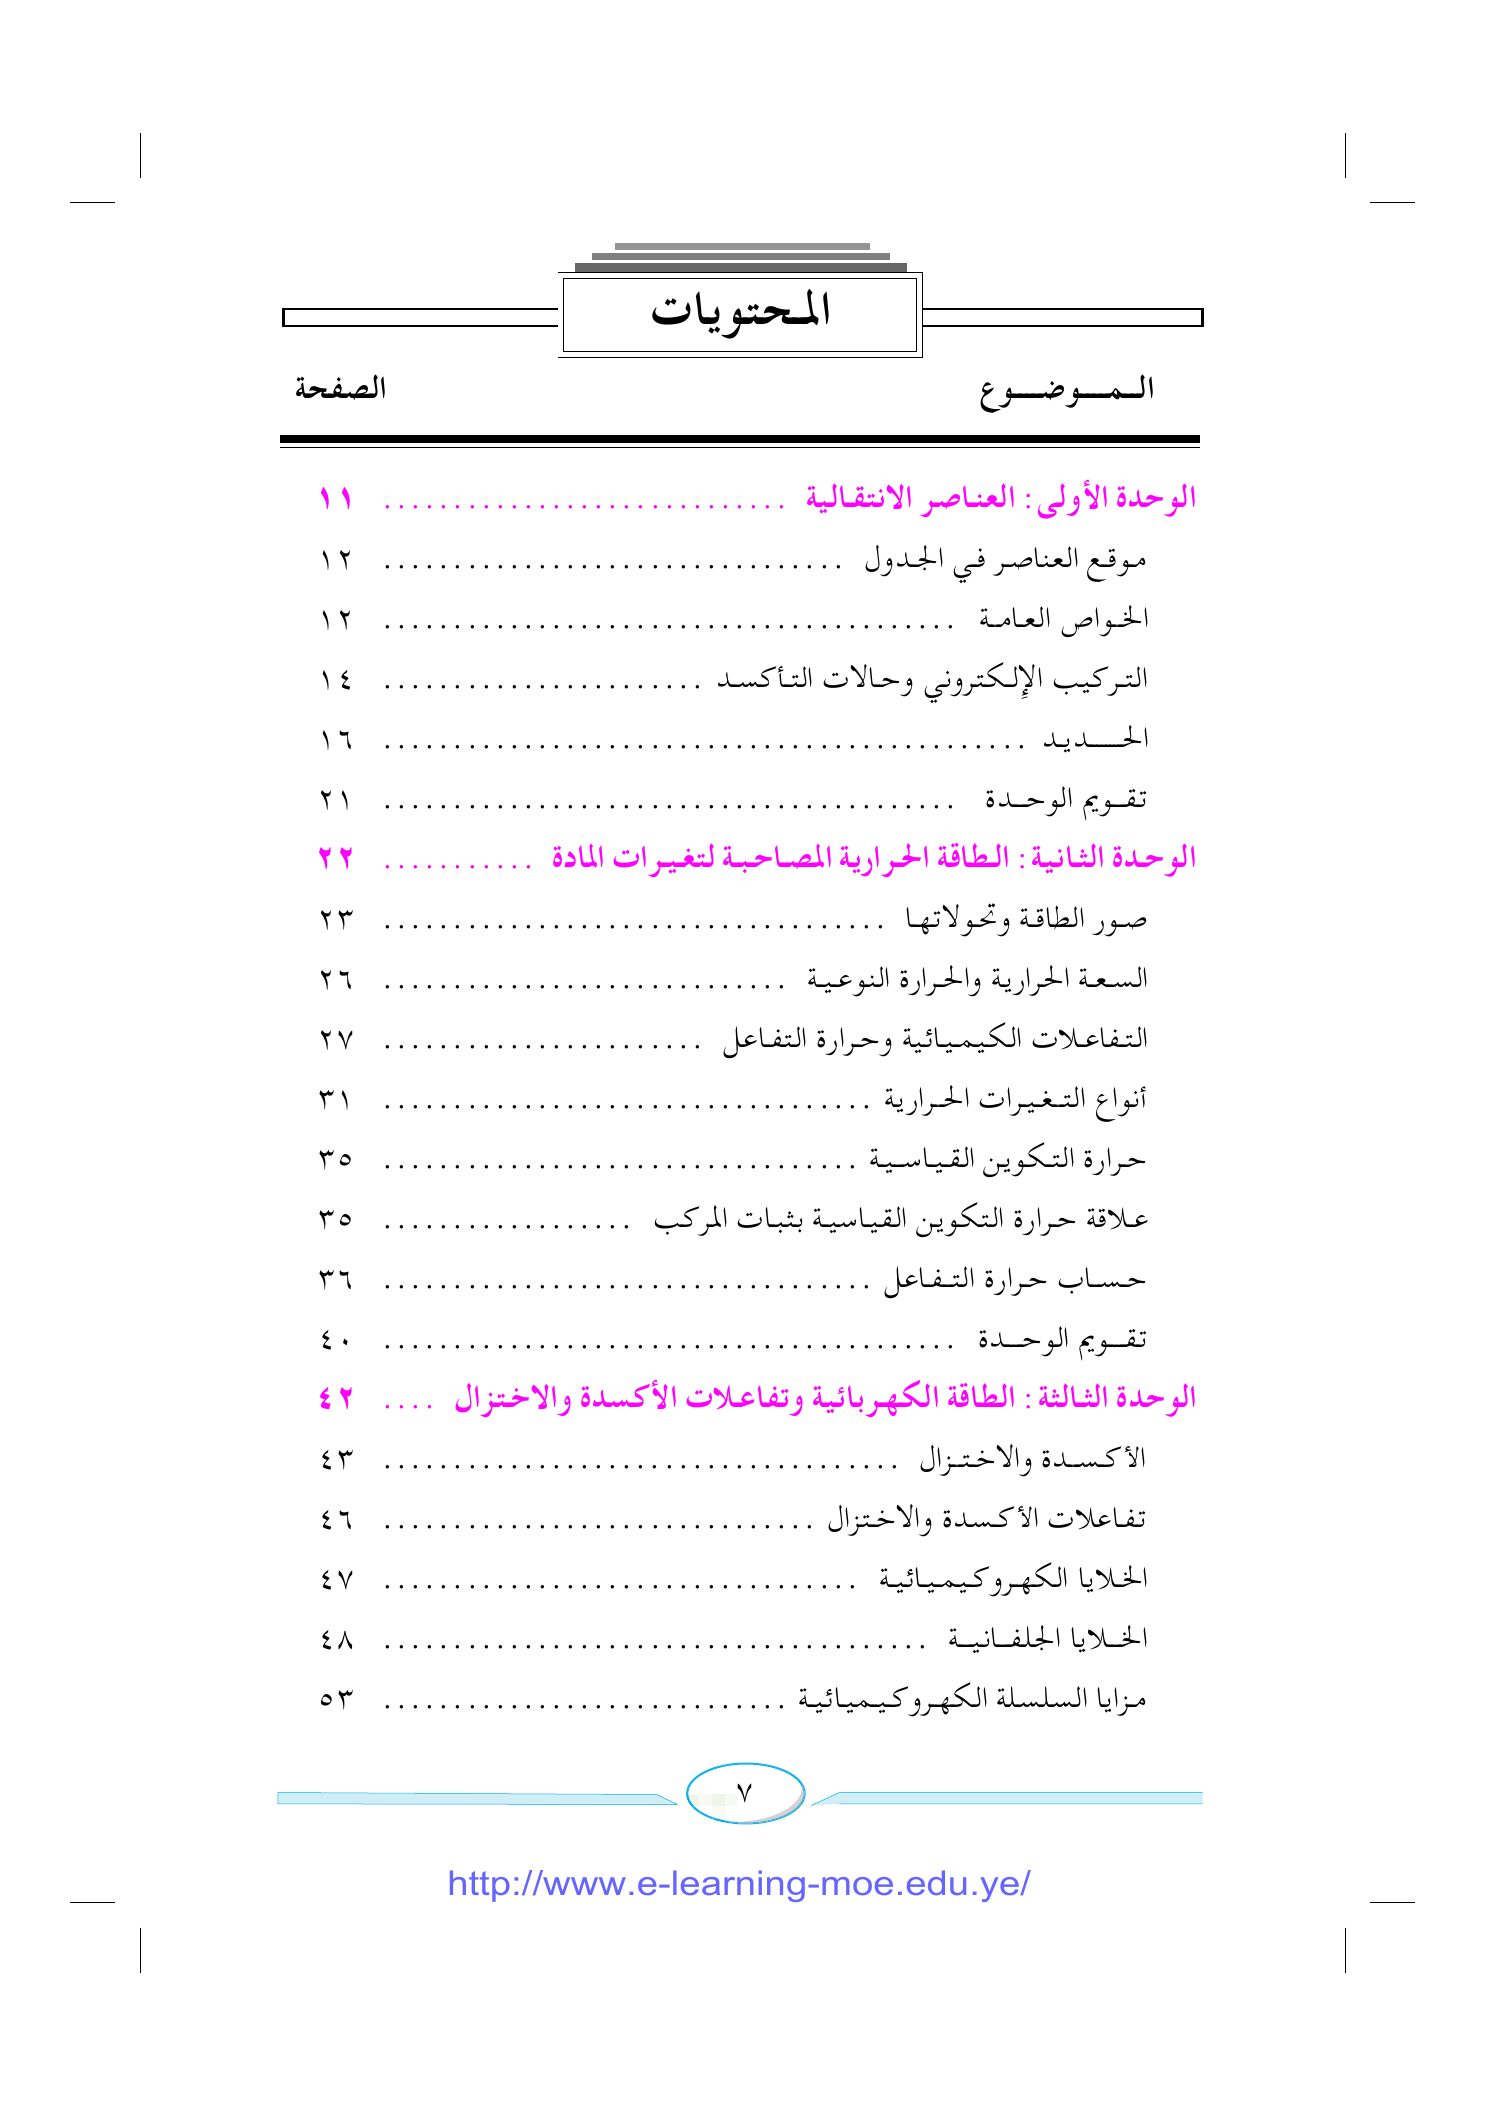 المحتويات
الموضوع الصفحة
الوحدة الأولى : العناصر الانتقالية ............................. ١١
موقع العناصر في الجدول ................................. ١٢
الخواص العامة ......................................... ١٢
التركيب الإلكتروني وحالات التأكسد ....................... ١٤
الحديد .............................................. ١٦
تقويم الوحدة ......................................... ٢١
الوحدة الثانية : الطاقة الحرارية المصاحبة لتغيرات المادة ........... ٢٢
صور الطاقة وتحولاتها .................................... ٢٣
السعة الحرارية والحرارة النوعية ............................. ٢٦
التفاعلات الكيميائية وحرارة التفاعل ....................... ٢٧
أنواع التغيرات الحرارية ................................... ٣١
حرارة التكوين القياسية .................................. ٣٥
علاقة حرارة التكوين القياسية بثبات المركب .................. ٣٥
حساب حرارة التفاعل ................................... ٣٦
تقويم الوحدة ......................................... ٤٠
الوحدة الثالثة : الطاقة الكهربائية وتفاعلات الأكسدة والاختزال .... ٤٢
الأكسدة والاختزال ..................................... ٤٣
تفاعلات الأكسدة والاختزال ............................... ٤٦
الخلايا الكهروكيميائية .................................. ٤٧
الخلايا الجلفانية ....................................... ٤٨
مزايا السلسلة الكهروكيميائية ............................. ٥٣
٧
http://www.e-learning-moe.edu.ye/